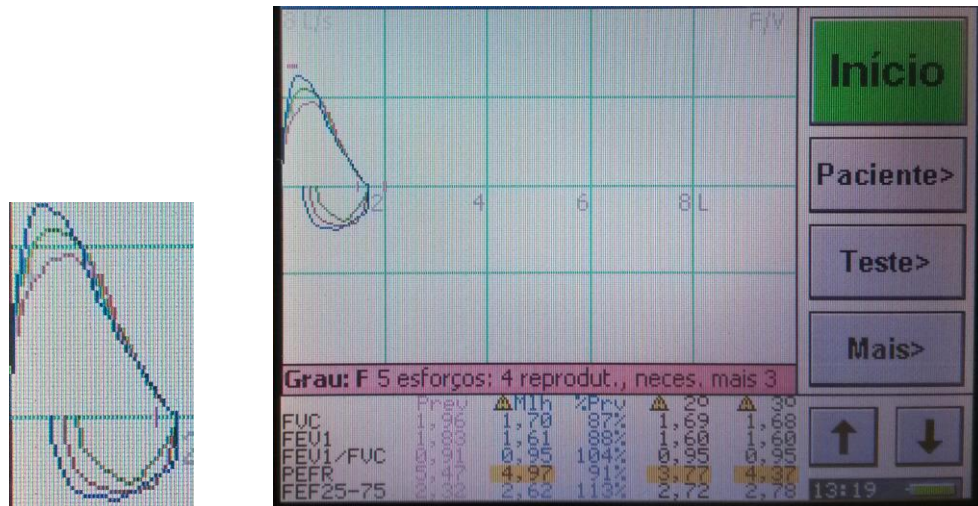 3 L/s F/V
2 4 6 8 L
Grau: F 5 esforços: 4 reprodut., neces. mais 3
Prev Mlh %Prv 2º 3º
FVC 1,96 1,70 87% 1,69 1,68
FEV1 1,83 1,61 88% 1,60 1,60
FEV1/FVC 0,91 0,95 104% 0,95 0,95
PEFR 5,47 4,97 91% 3,77 4,37
FEF25-75 2,62 113% 2,72 2,78
Início
Paciente>
Teste>
Mais>
13:19